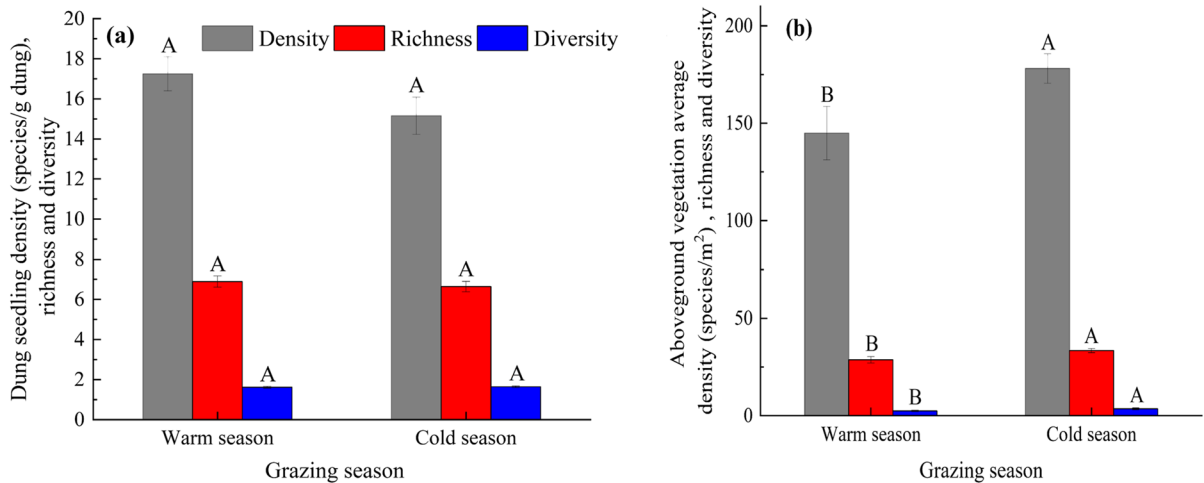 (a)
Density Richness Diversity
Dung seedling density (species/g dung),
richness and diversity
20
18
16
14
12
10
8
6
4
2
0
A A A
A A A
Warm season Cold season
Grazing season
(b)
Aboveground vegetation average
density (species/m²) , richness and diversity
200
150
100
50
0
B B B
A A A
Warm season Cold season
Grazing season